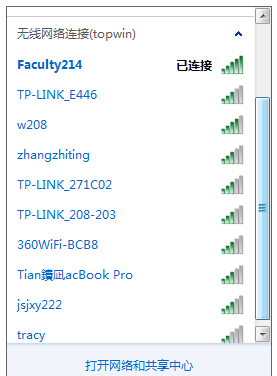 无线网络连接(topwin)
Faculty214 已连接
TP-LINK_E446
w208
zhangzhiting
TP-LINK_271C02
TP-LINK_208-203
360WiFi-BCB8
Tian鐨凪acBook Pro
jsjxy222
tracy
打开网络和共享中心